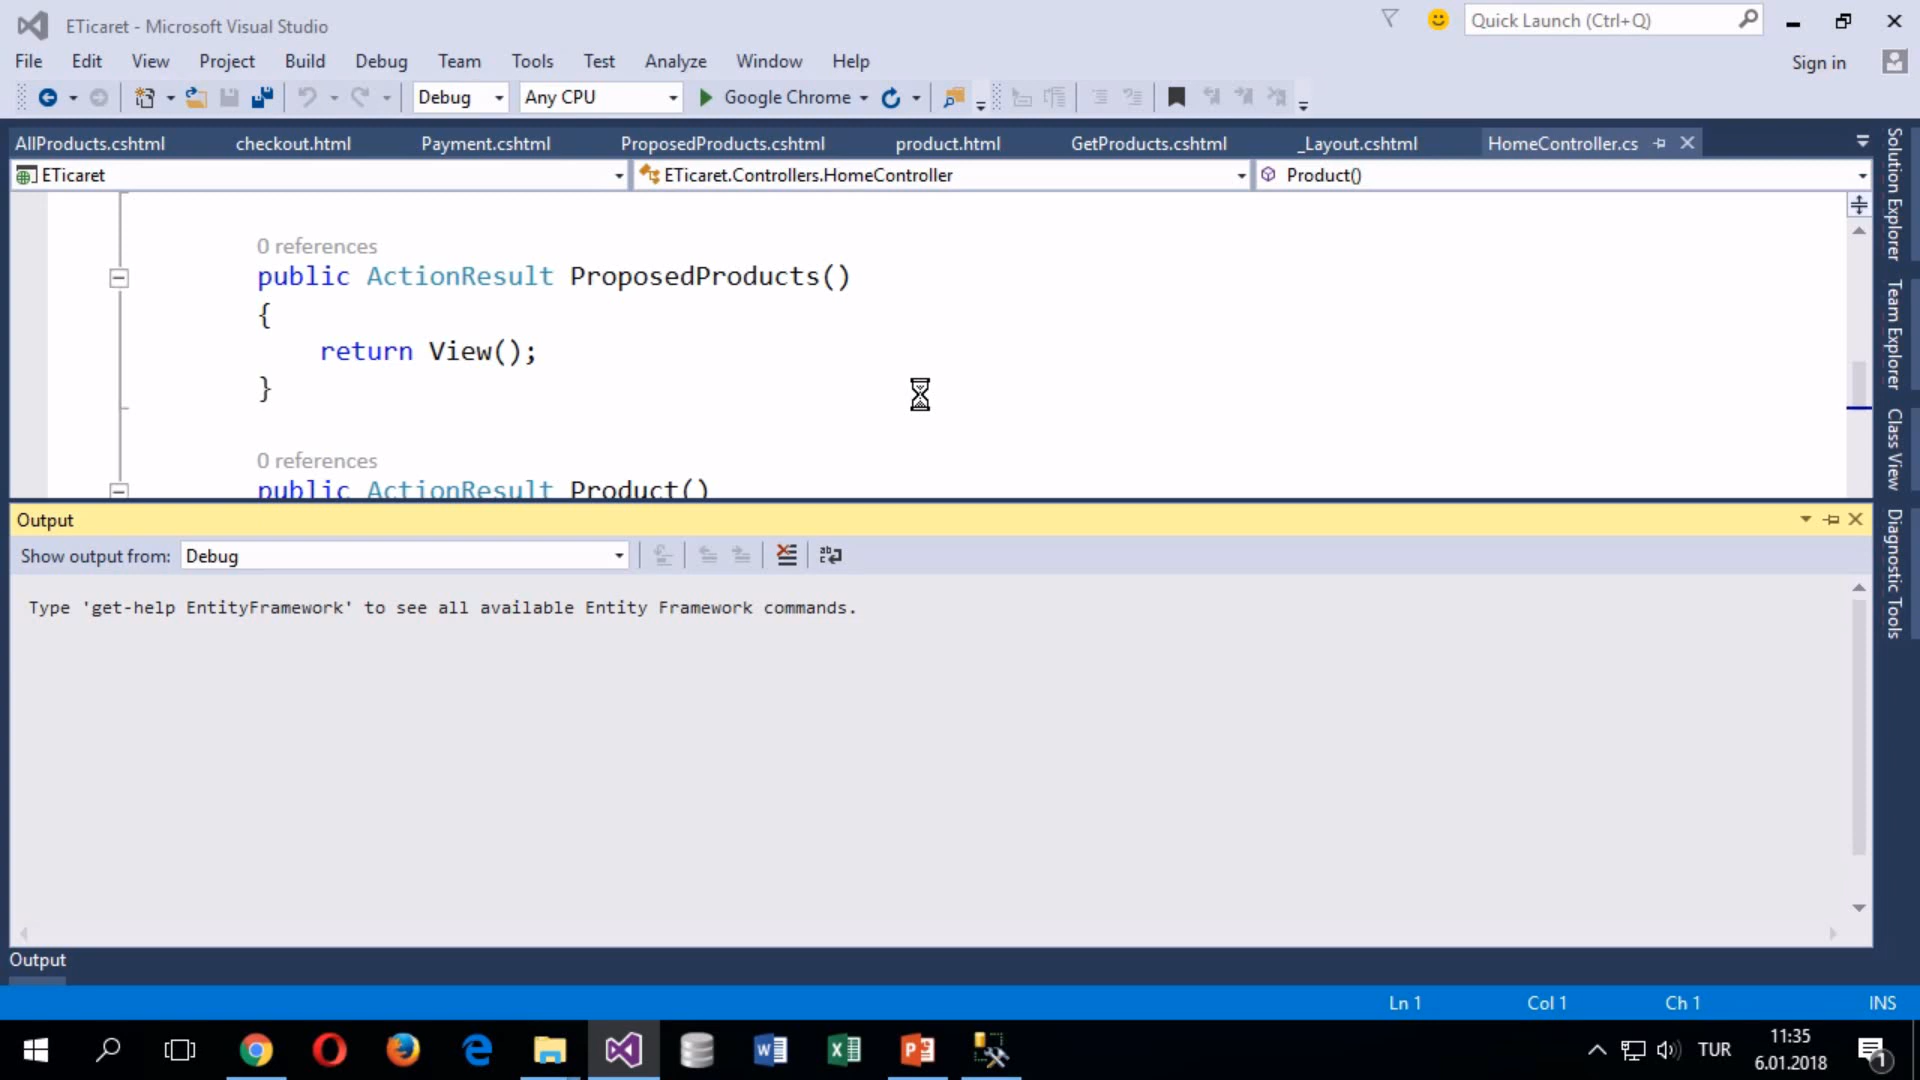 ETicaret - Microsoft Visual Studio
Quick Launch (Ctrl+Q)
File Edit View Project Build Debug Team Tools Test Analyze Window Help
Sign in
Debug Any CPU Google Chrome
AllProducts.cshtml checkout.html Payment.cshtml ProposedProducts.cshtml product.html GetProducts.cshtml _Layout.cshtml HomeController.cs
ETicaret ETicaret.Controllers.HomeController Product()
0 references
public ActionResult ProposedProducts()
{
return View();
}
0 references
public ActionResult Product()
Solution Explorer
Team Explorer
Class View
Diagnostic Tools
Output
Show output from: Debug
Type 'get-help EntityFramework' to see all available Entity Framework commands.
Output
Ln 1 Col 1 Ch 1 INS
TUR
11:35
6.01.2018
1